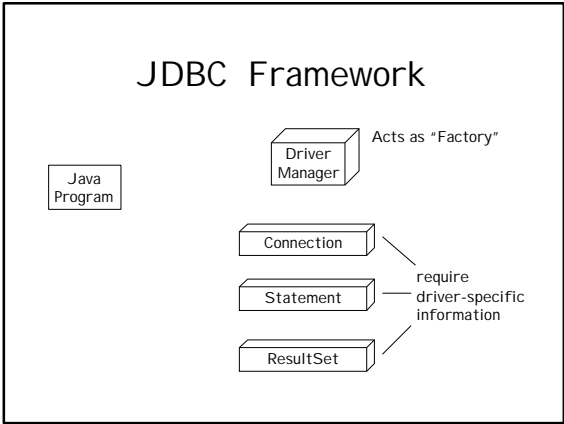 JDBC Framework
Acts as “Factory”
Driver
Manager
Java
Program
Connection
Statement
ResultSet
require
driver-specific
information